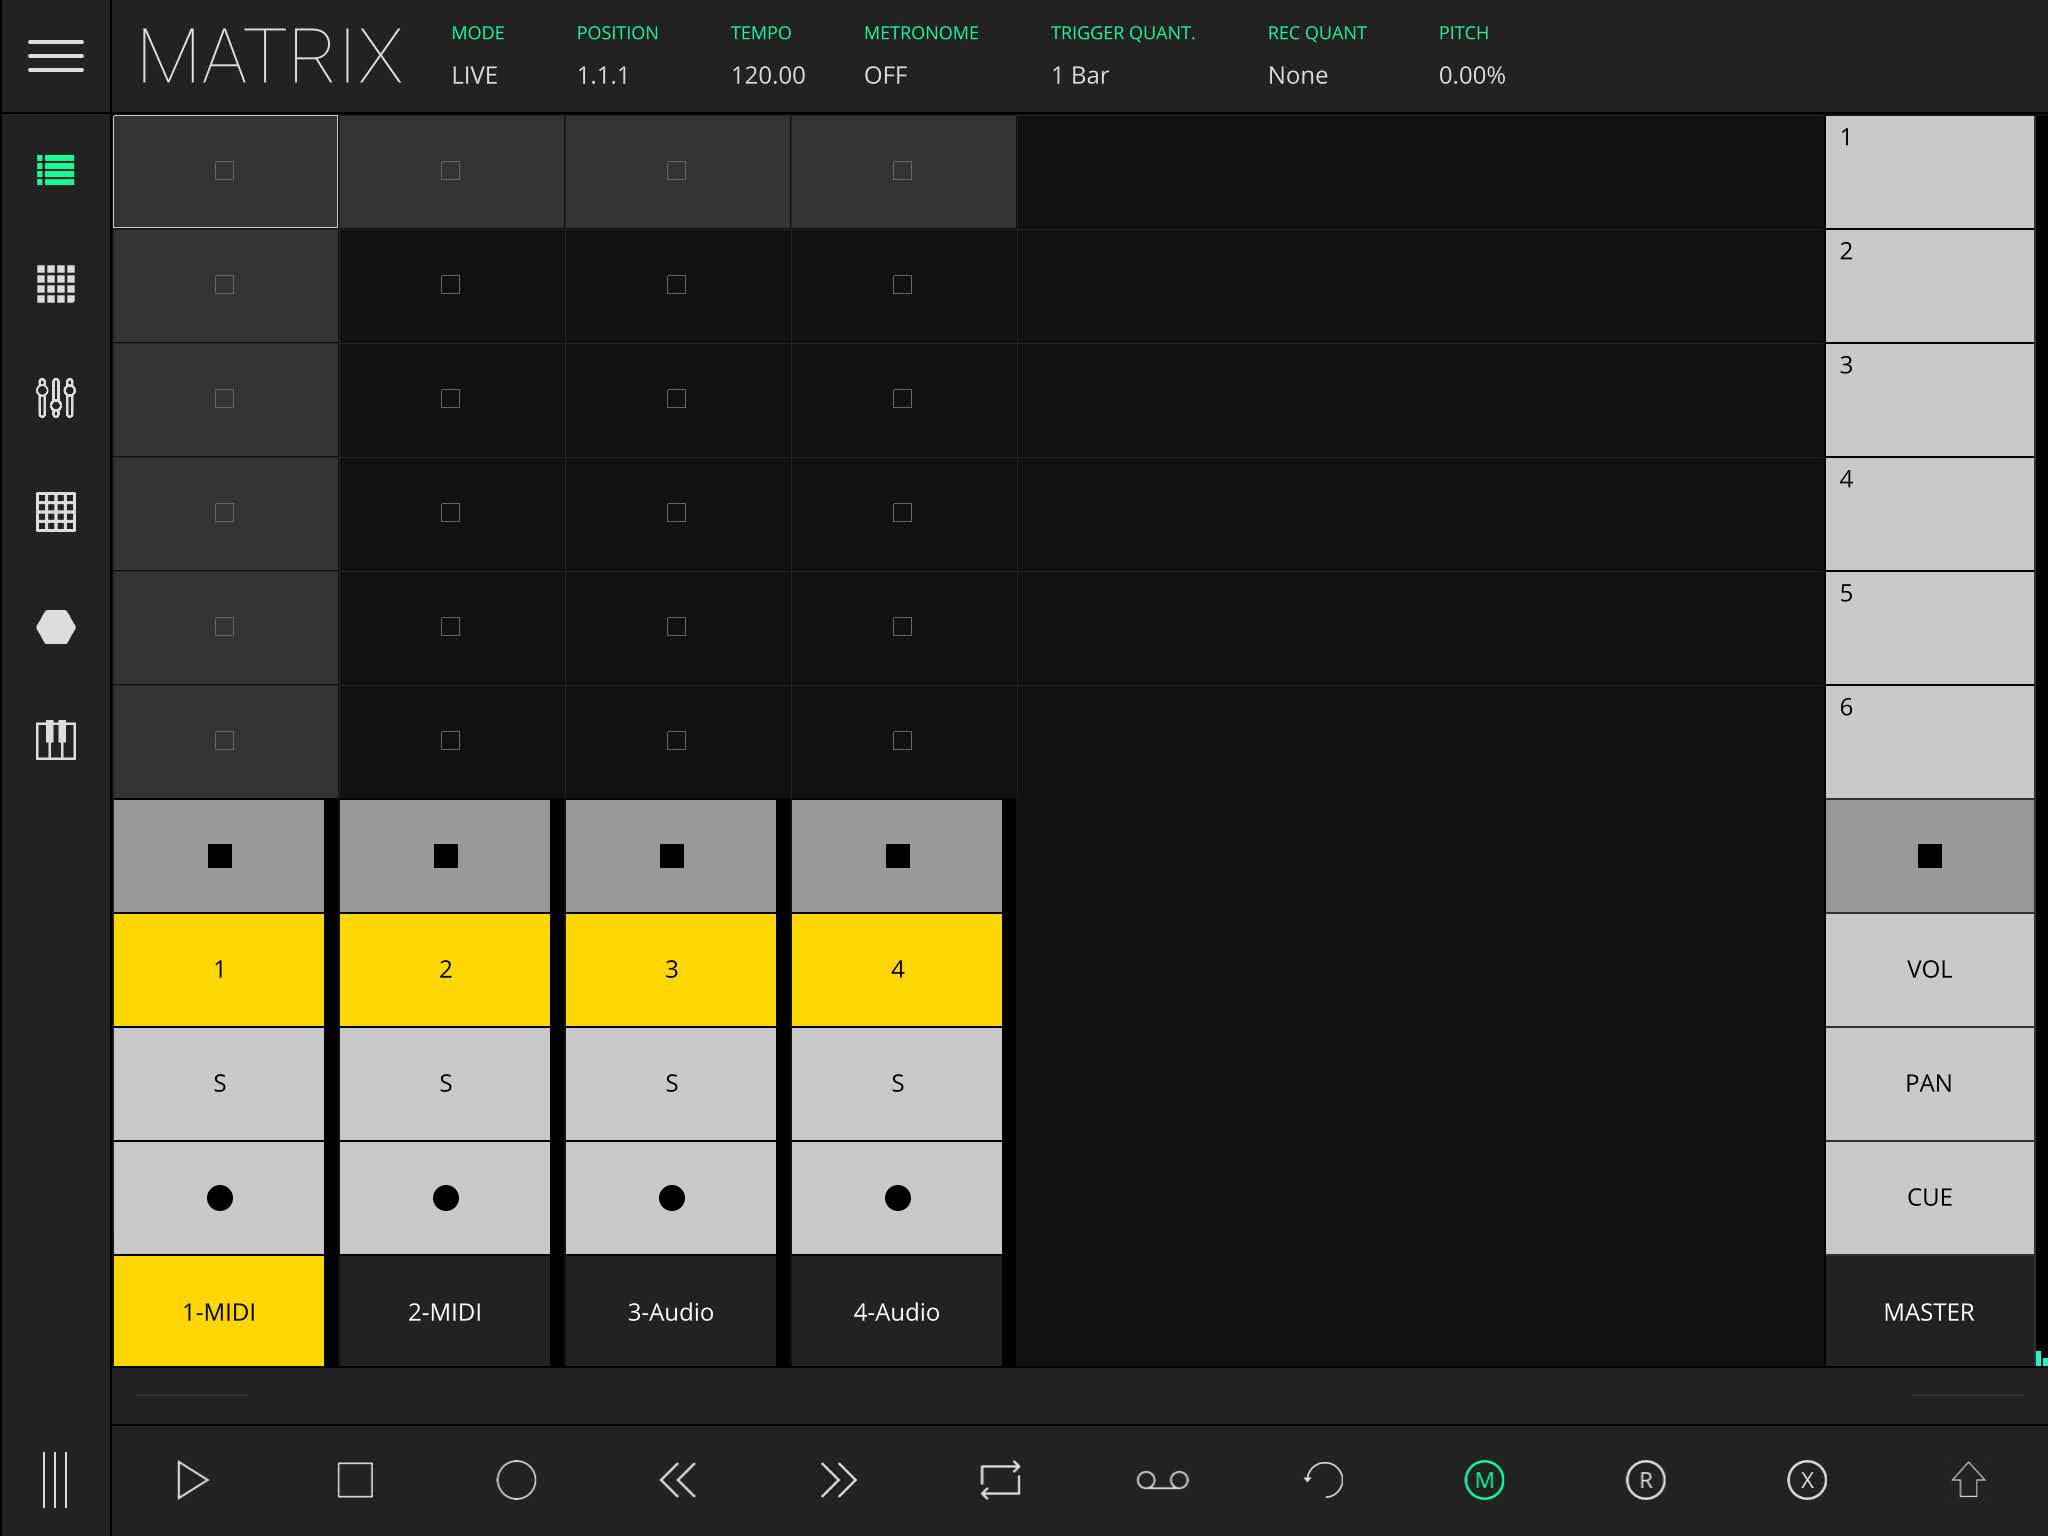 MATRIX
MODE POSITION TEMPO METRONOME TRIGGER QUANT. REC QUANT PITCH
LIVE 1.1.1 120.00 OFF 1 Bar None 0.00%
1
2
3
4
5
6
1 2 3 4 VOL
S S S S PAN
CUE
1-MIDI 2-MIDI 3-Audio 4-Audio MASTER
M R X